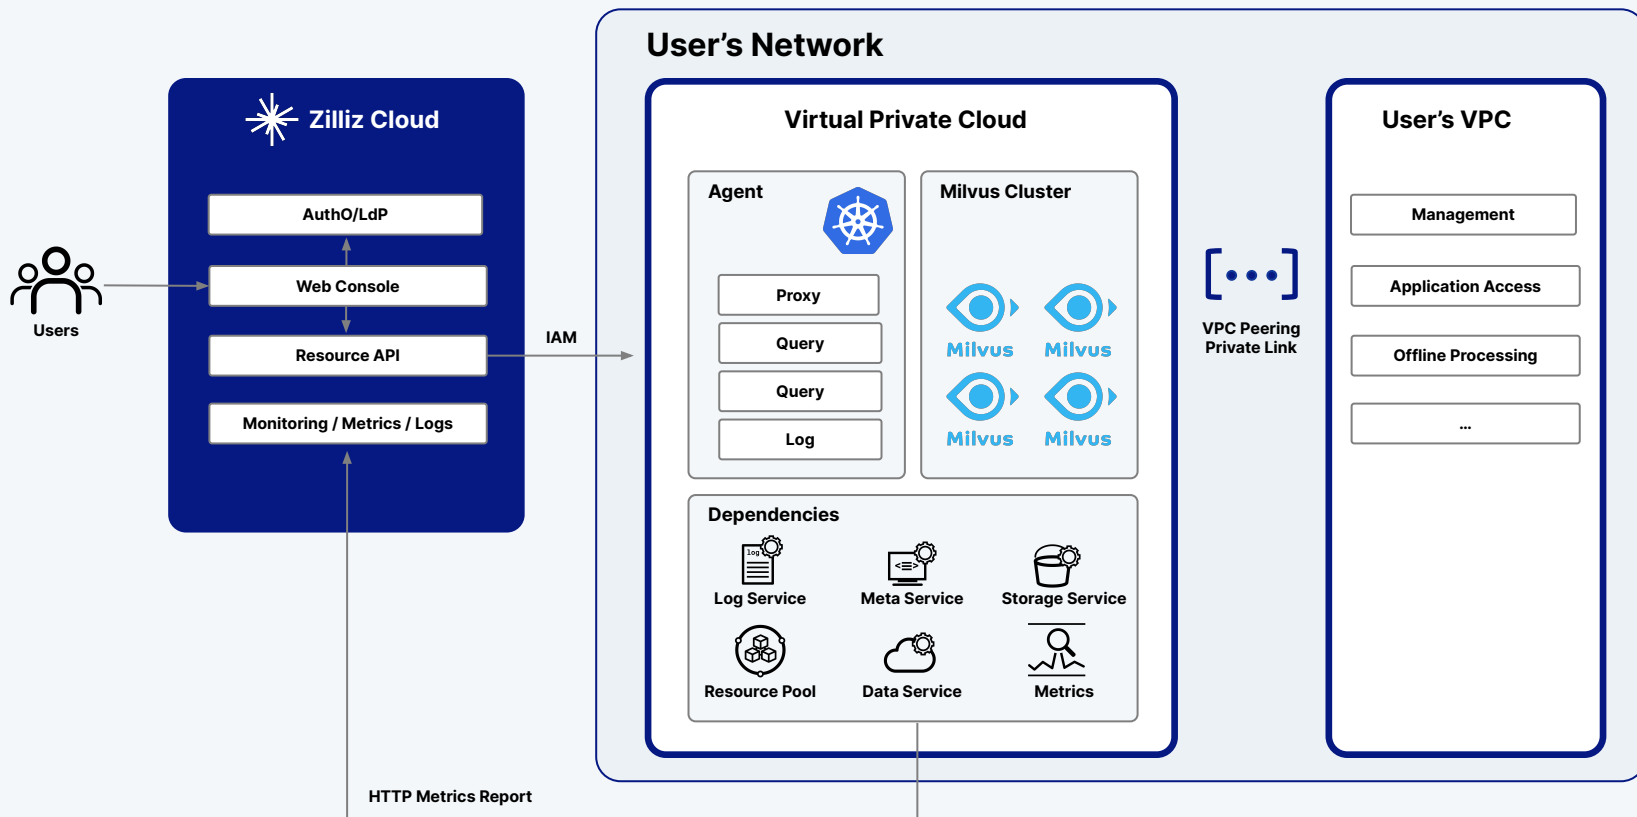 User's Network
Zilliz Cloud
AuthO/LdP
Web Console
Resource API
Monitoring / Metrics / Logs
Users
IAM
HTTP Metrics Report
Virtual Private Cloud
Agent
Proxy
Query
Query
Log
Milvus Cluster
Milvus
Milvus
Milvus
Milvus
Dependencies
log
Log Service
<≡>
Meta Service
Storage Service
Resource Pool
Data Service
Metrics
VPC Peering
Private Link
User's VPC
Management
Application Access
Offline Processing
...